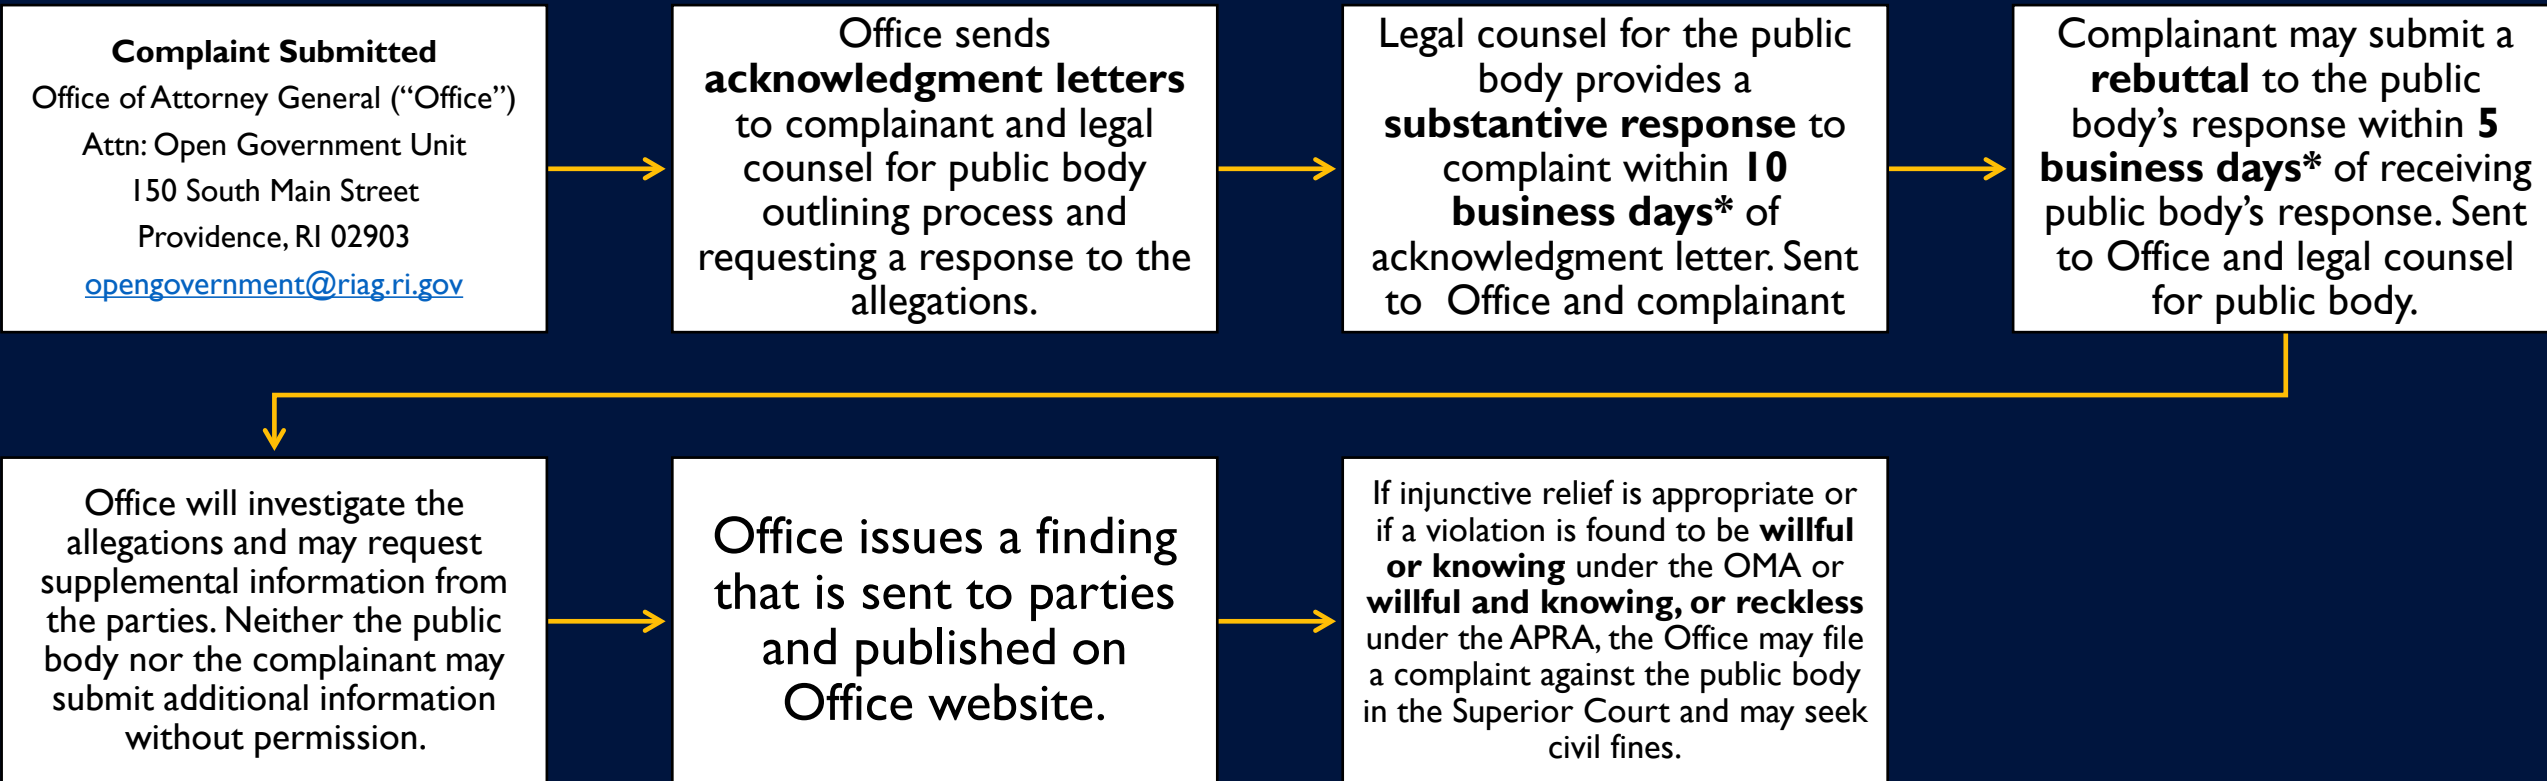 Complaint Submitted
Office of Attorney General (“Office”)
Attn: Open Government Unit
150 South Main Street
Providence, RI 02903
opengovernment@riag.ri.gov
Office sends
acknowledgment letters
to complainant and legal
counsel for public body
outlining process and
requesting a response to the
allegations.
Legal counsel for the public
body provides a
substantive response to
complaint within 10
business days* of
acknowledgment letter. Sent
to Office and complainant
Complainant may submit a
rebuttal to the public
body’s response within 5
business days* of receiving
public body’s response. Sent
to Office and legal counsel
for public body.
Office will investigate the
allegations and may request
supplemental information from
the parties. Neither the public
body nor the complainant may
submit additional information
without permission.
Office issues a finding
that is sent to parties
and published on
Office website.
If injunctive relief is appropriate or
if a violation is found to be willful
or knowing under the OMA or
willful and knowing, or reckless
under the APRA, the Office may file
a complaint against the public body
in the Superior Court and may seek
civil fines.